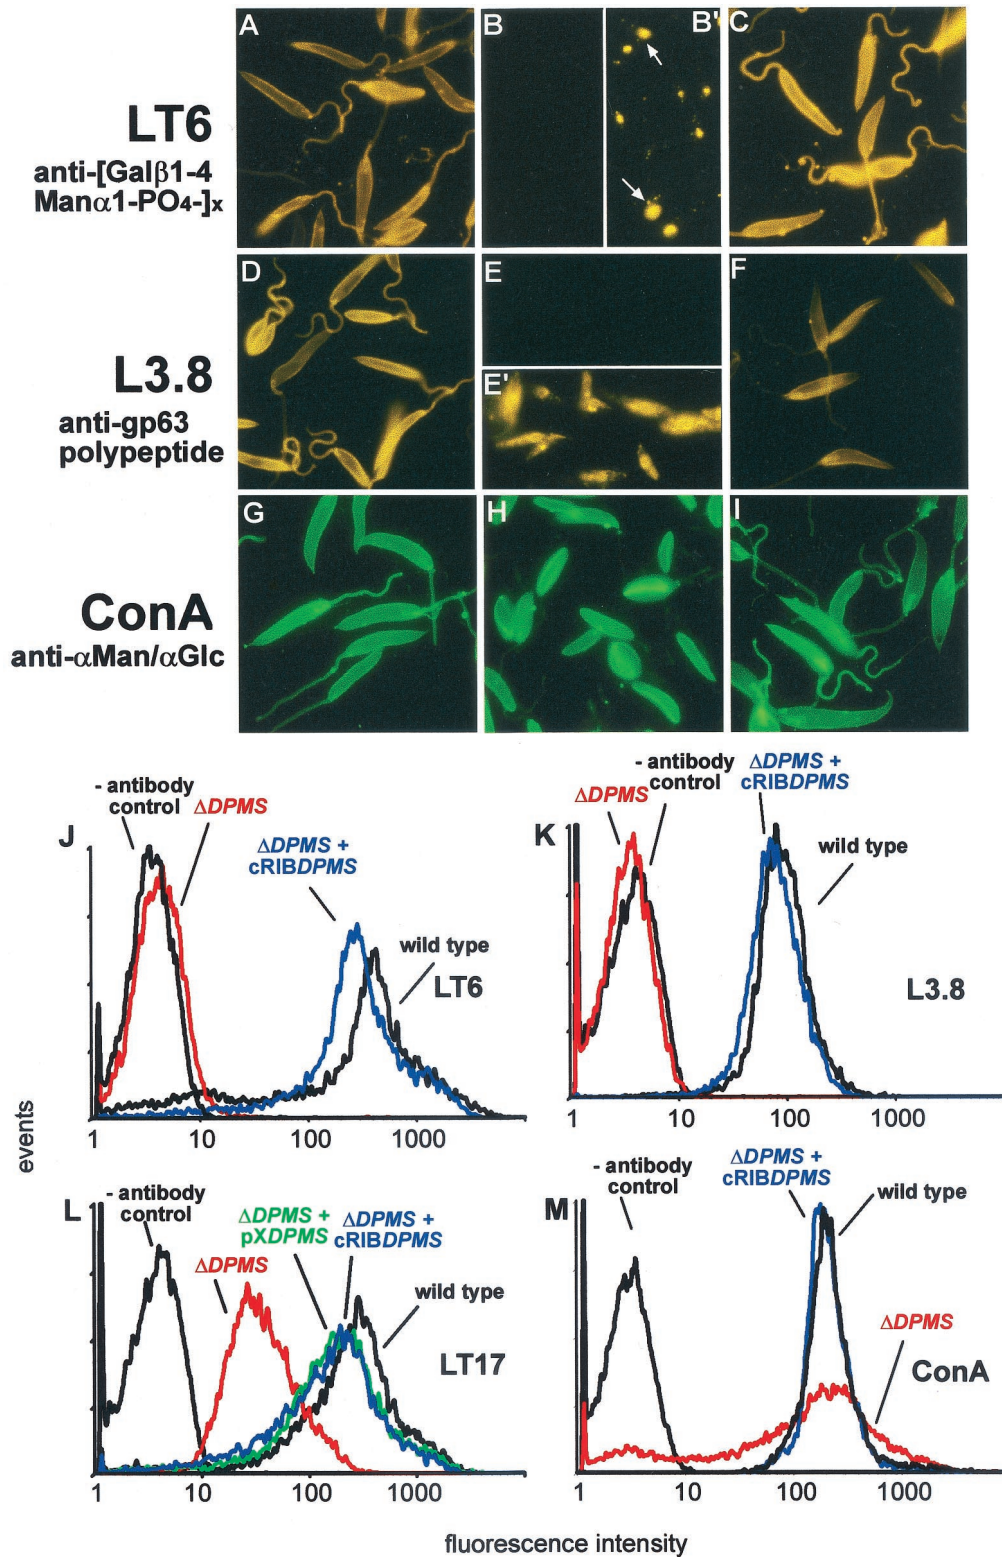 A
B
B'
C
LT6
anti-[Galβ1-4
Manα1-PO4-]x
D
E
E'
F
L3.8
anti-gp63
polypeptide
G
H
I
ConA
anti-αMan/αGlc
J
- antibody
control
ΔDPMS
ΔDPMS +
cRIBDPMS
wild type
LT6
1 10 100 1000
K
ΔDPMS
- antibody
control
ΔDPMS +
cRIBDPMS
wild type
L3.8
1 10 100 1000
events
L
- antibody
control
ΔDPMS
ΔDPMS +
pXDPMS
ΔDPMS +
cRIBDPMS
wild type
LT17
1 10 100 1000
M
- antibody
control
ΔDPMS +
cRIBDPMS
wild type
ΔDPMS
ConA
1 10 100 1000
fluorescence intensity